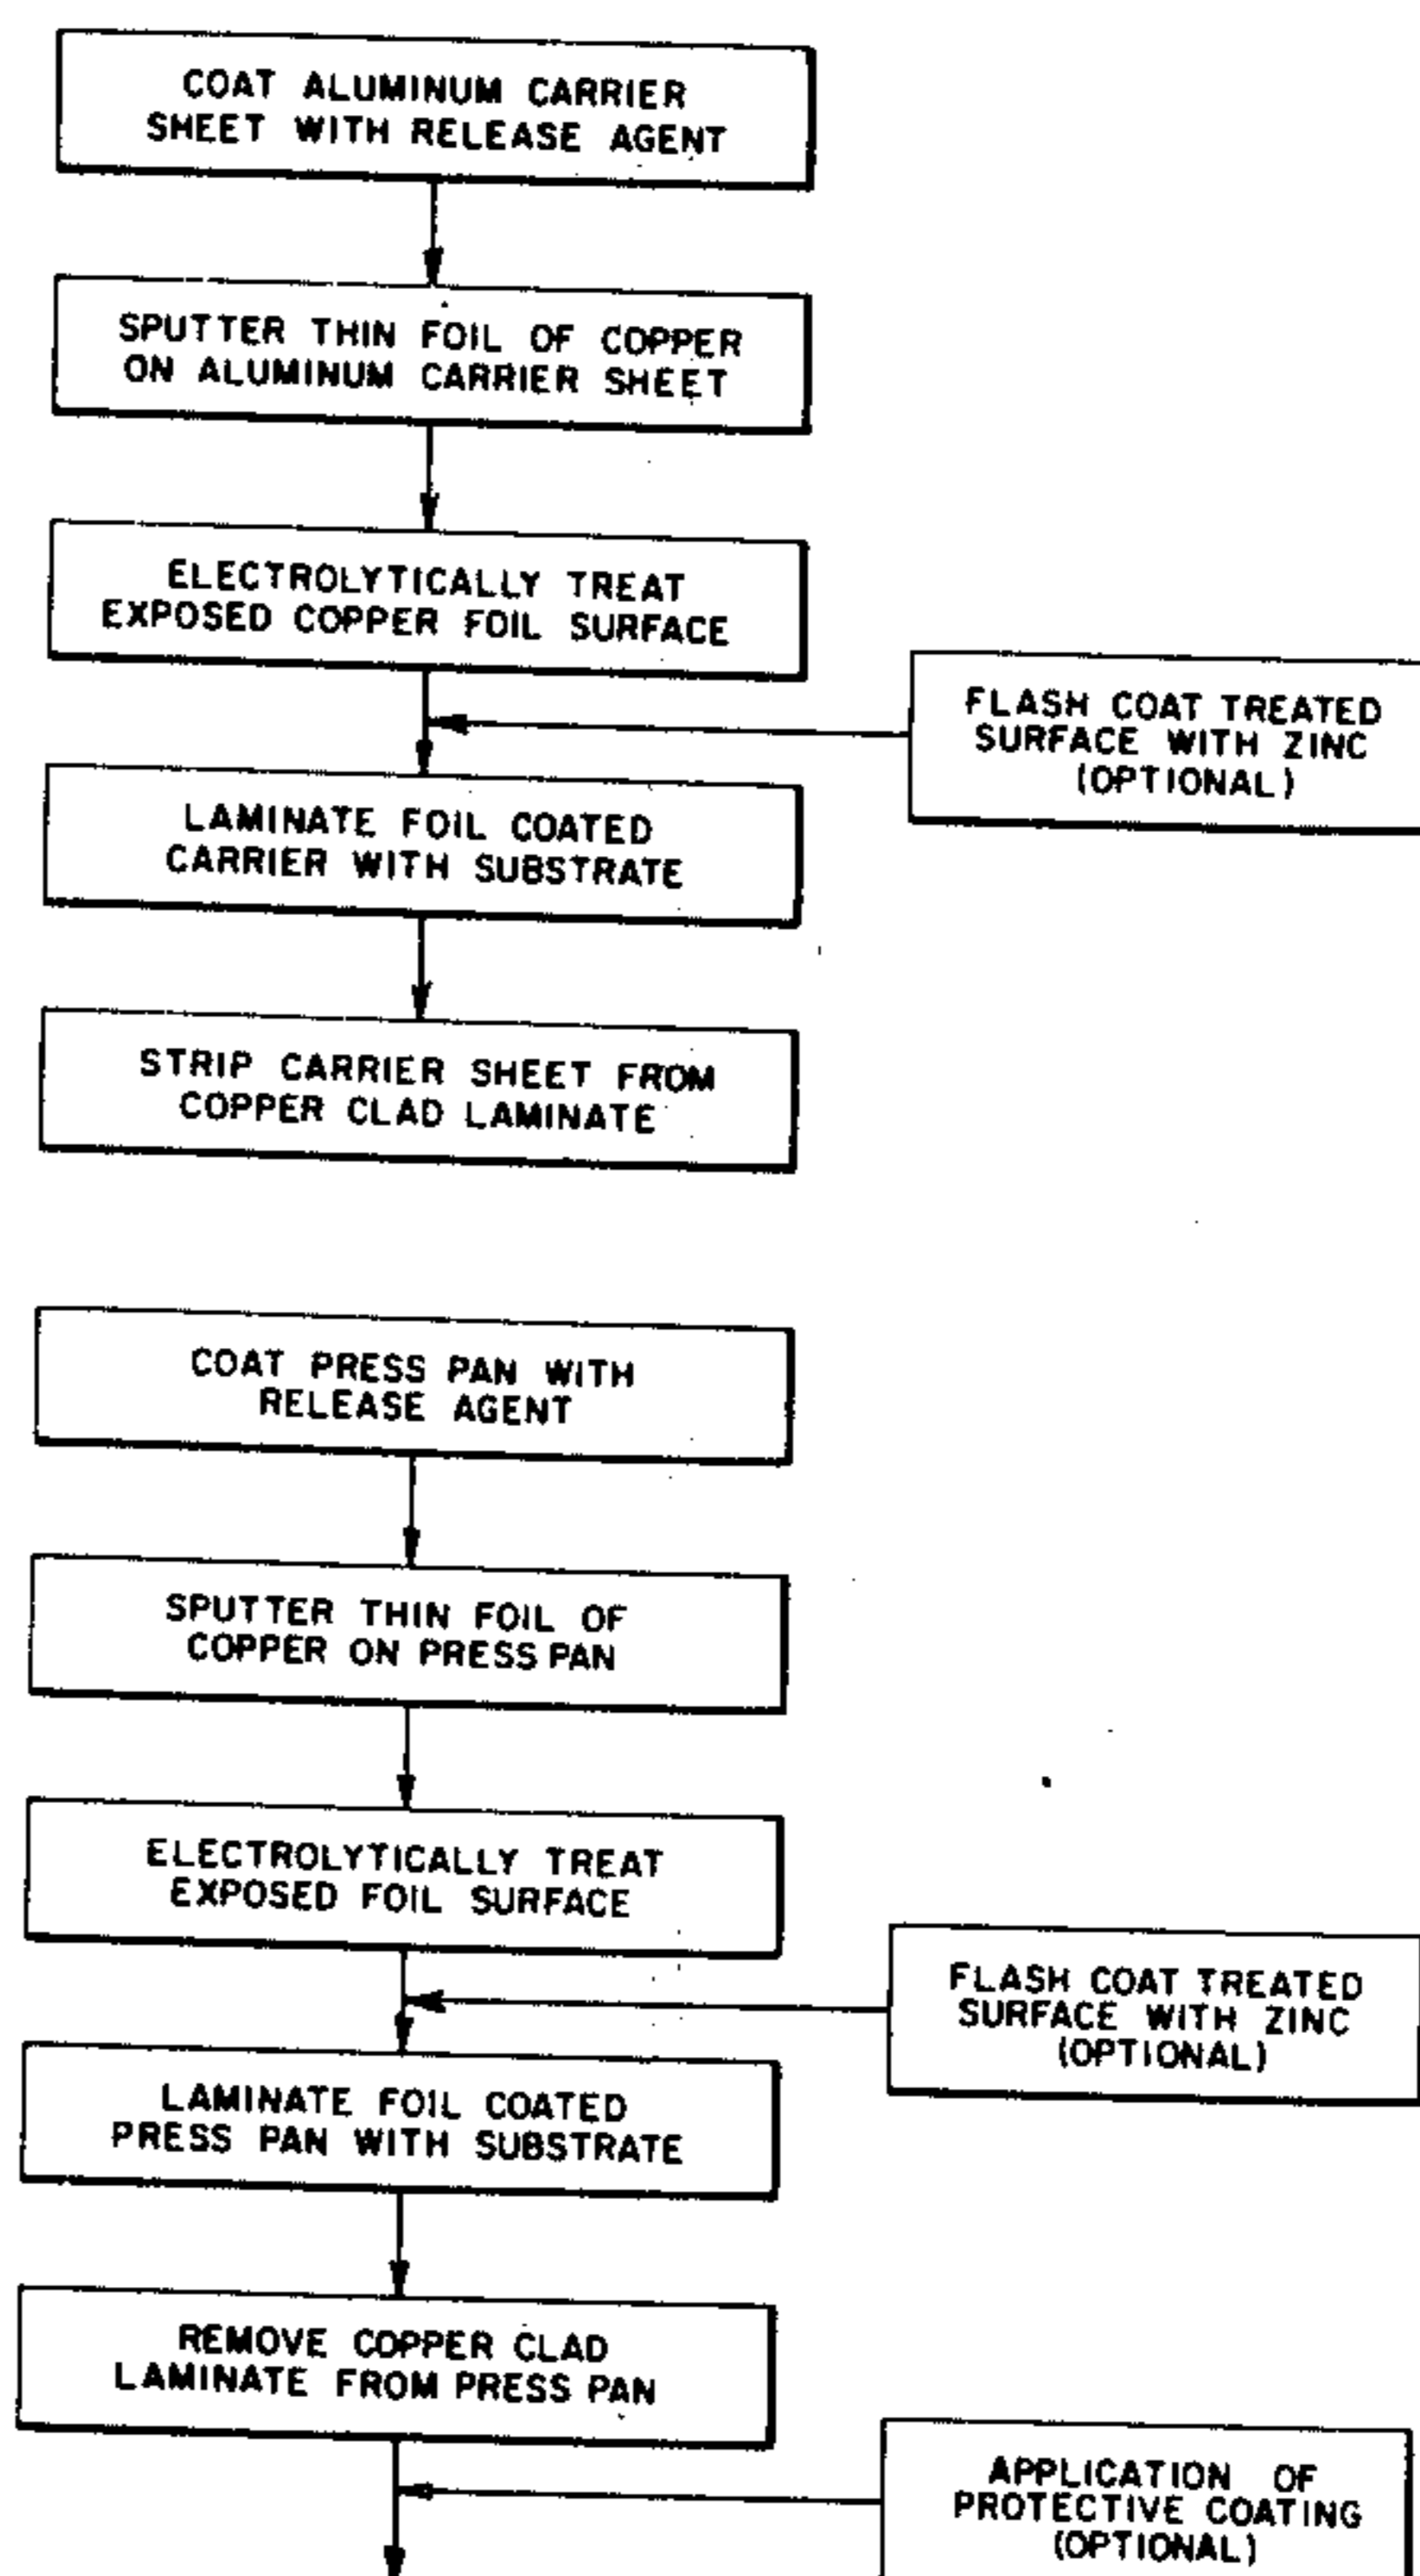 COAT ALUMINUM CARRIER
SHEET WITH RELEASE AGENT
SPUTTER THIN FOIL OF COPPER
ON ALUMINUM CARRIER SHEET
ELECTROLYTICALLY TREAT
EXPOSED COPPER FOIL SURFACE
FLASH COAT TREATED
SURFACE WITH ZINC
(OPTIONAL)
LAMINATE FOIL COATED
CARRIER WITH SUBSTRATE
STRIP CARRIER SHEET FROM
COPPER CLAD LAMINATE
COAT PRESS PAN WITH
RELEASE AGENT
SPUTTER THIN FOIL OF
COPPER ON PRESS PAN
ELECTROLYTICALLY TREAT
EXPOSED FOIL SURFACE
FLASH COAT TREATED
SURFACE WITH ZINC
(OPTIONAL)
LAMINATE FOIL COATED
PRESS PAN WITH SUBSTRATE
REMOVE COPPER CLAD
LAMINATE FROM PRESS PAN
APPLICATION OF
PROTECTIVE COATING
(OPTIONAL)